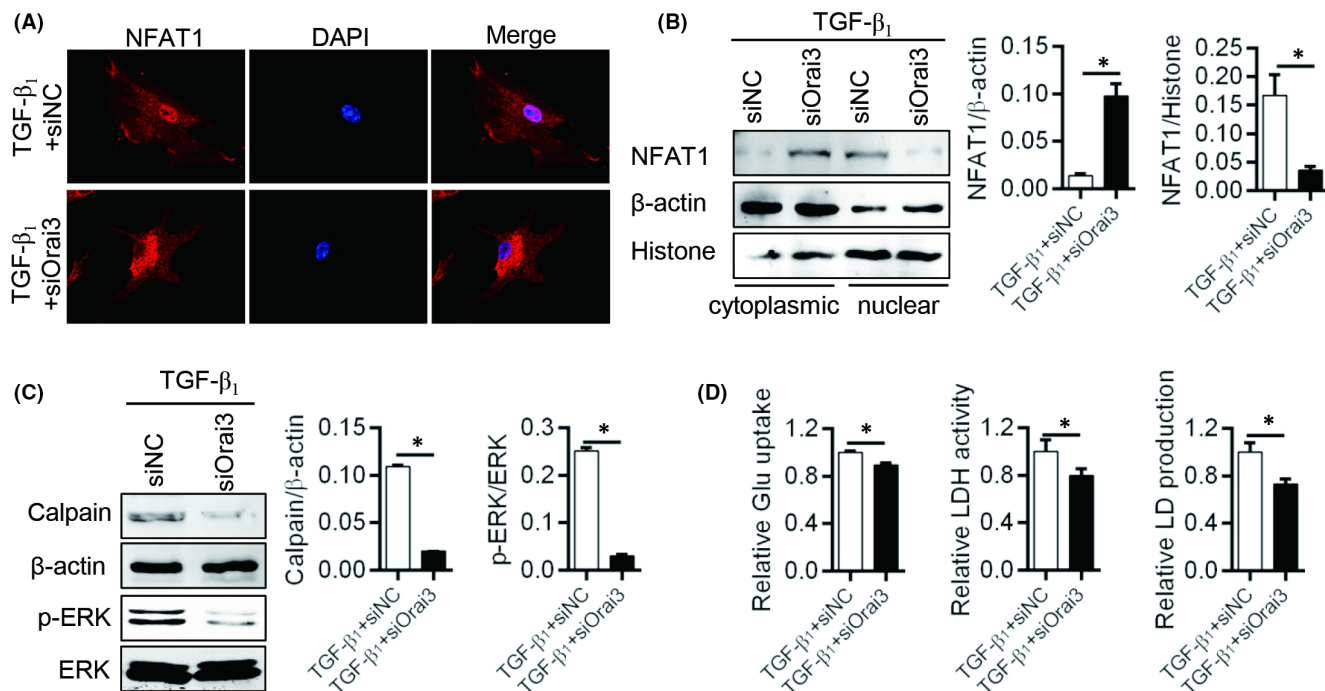 (A)
NFAT1 DAPI Merge
TGF-β₁
+siNC
TGF-β₁
+siOrai3
(B)
TGF-β₁
siNC siOrai3 siNC siOrai3
NFAT1
β-actin
Histone
cytoplasmic nuclear
NFAT1/β-actin
0.15
0.10
0.05
0.00
*
TGF-β₁+siNC
TGF-β₁+siOrai3
NFAT1/Histone
0.25
0.20
0.15
0.10
0.05
0.00
*
TGF-β₁+siNC
TGF-β₁+siOrai3
(C)
TGF-β₁
siNC siOrai3
Calpain
β-actin
p-ERK
ERK
Calpain/β-actin
0.15
0.10
0.05
0.00
*
TGF-β₁+siNC
TGF-β₁+siOrai3
p-ERK/ERK
0.3
0.2
0.1
0.0
*
TGF-β₁+siNC
TGF-β₁+siOrai3
(D)
Relative Glu uptake
1.2
0.8
0.4
0.0
*
TGF-β₁+siNC
TGF-β₁+siOrai3
Relative LDH activity
1.2
0.8
0.4
0.0
*
TGF-β₁+siNC
TGF-β₁+siOrai3
Relative LD production
1.2
0.8
0.4
0.0
*
TGF-β₁+siNC
TGF-β₁+siOrai3